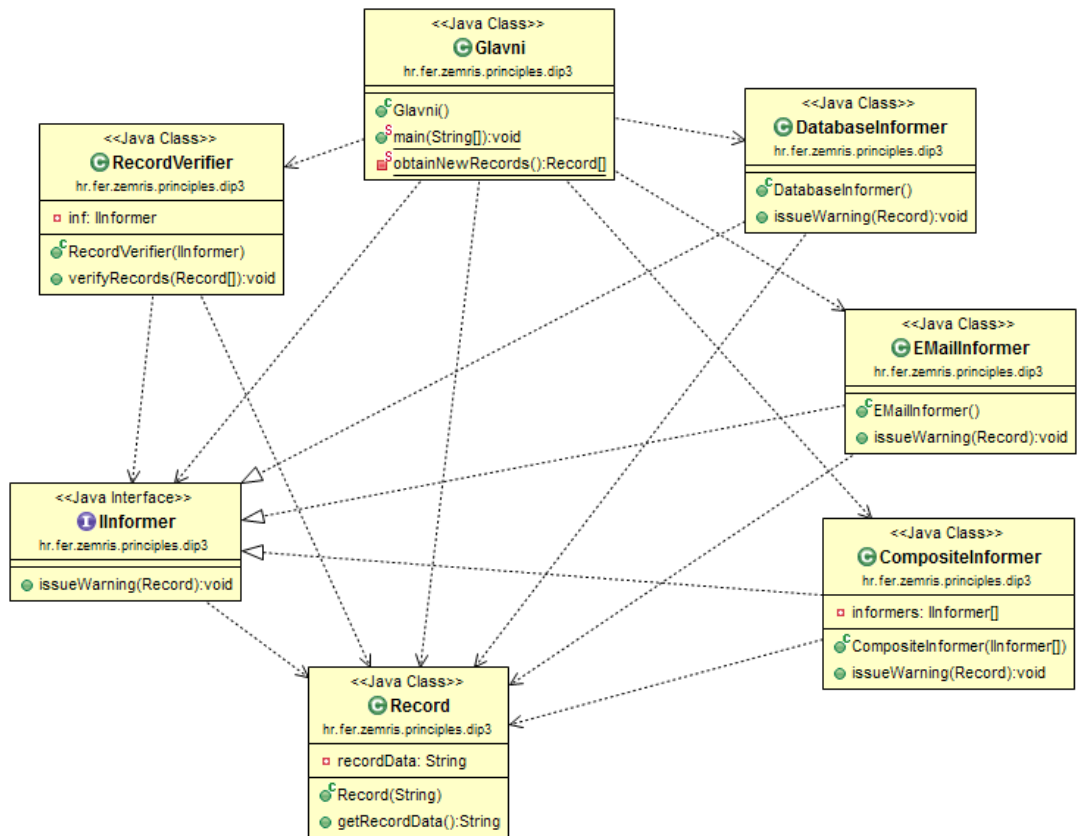 <<Java Class>>
Glavni
hr.fer.zemris.principles.dip3
Glavni()
main(String[]):void
obtainNewRecords():Record[]
<<Java Class>>
DatabaseInformer
hr.fer.zemris.principles.dip3
DatabaseInformer()
issueWarning(Record):void
<<Java Class>>
RecordVerifier
hr.fer.zemris.principles.dip3
inf: IInformer
RecordVerifier(IInformer)
verifyRecords(Record[]):void
<<Java Class>>
EMailInformer
hr.fer.zemris.principles.dip3
EMailInformer()
issueWarning(Record):void
<<Java Interface>>
IInformer
hr.fer.zemris.principles.dip3
issueWarning(Record):void
<<Java Class>>
CompositeInformer
hr.fer.zemris.principles.dip3
informers: IInformer[]
CompositeInformer(IInformer[])
issueWarning(Record):void
<<Java Class>>
Record
hr.fer.zemris.principles.dip3
recordData: String
Record(String)
getRecordData():String